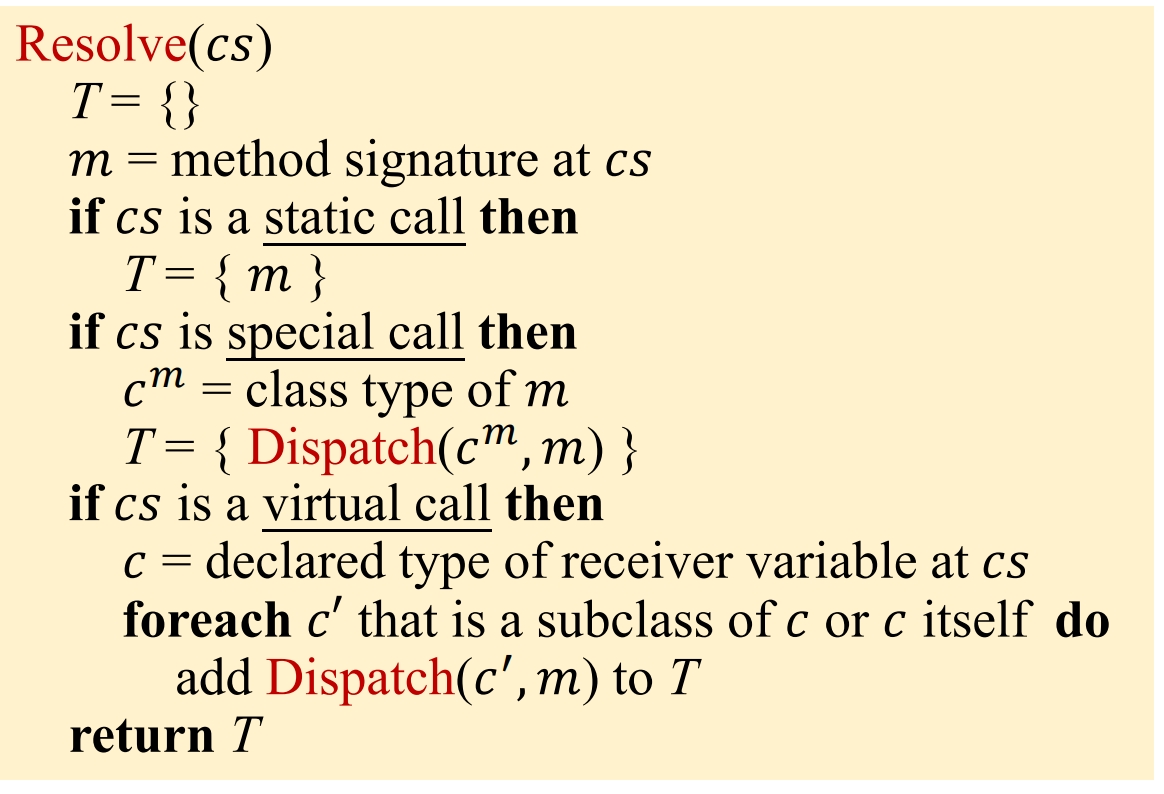 Resolve(cs)
T = {}
m = method signature at cs
if cs is a static call then
T = { m }
if cs is special call then
cᵐ = class type of m
T = { Dispatch(cᵐ, m) }
if cs is a virtual call then
c = declared type of receiver variable at cs
foreach c′ that is a subclass of c or c itself do
add Dispatch(c′, m) to T
return T